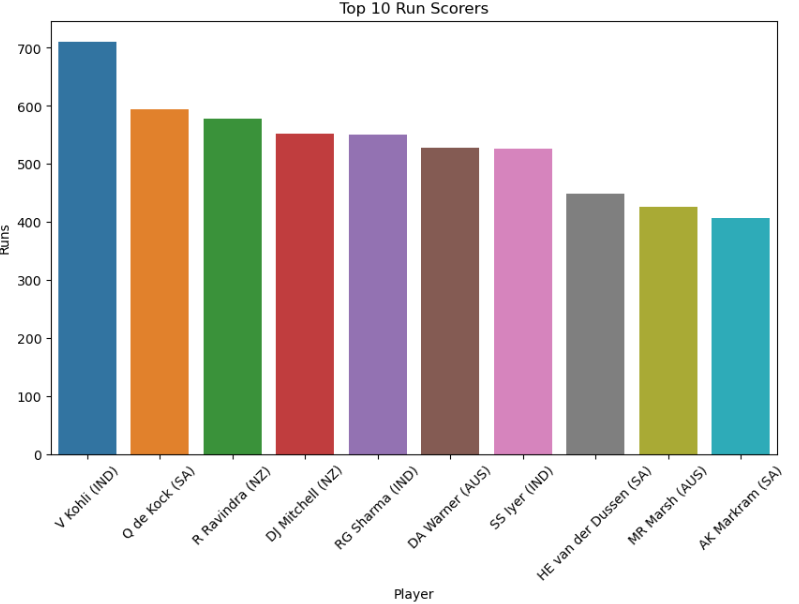 Top 10 Run Scorers
700
600
500
400
300
200
100
0
Runs
V Kohli (IND)
Q de Kock (SA)
R Ravindra (NZ)
DJ Mitchell (NZ)
RG Sharma (IND)
DA Warner (AUS)
SS Iyer (IND)
HE van der Dussen (SA)
MR Marsh (AUS)
AK Markram (SA)
Player